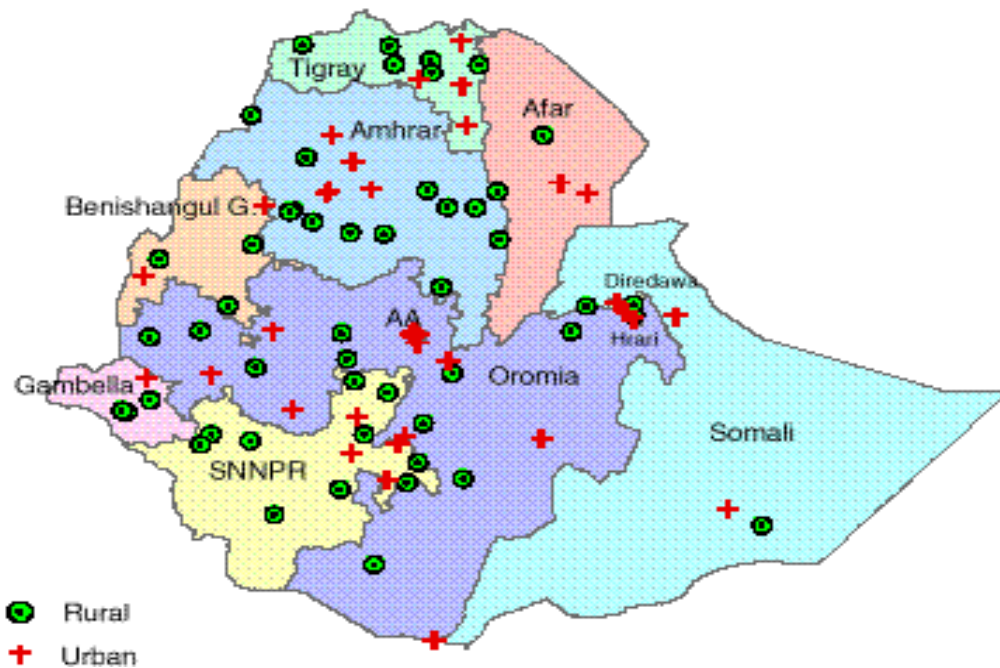 Tigray
Afar
Amhrar
Benishangul G.
Diredawa
AA
Hrari
Gambella
Oromia
Somali
SNNPR
Rural
Urban